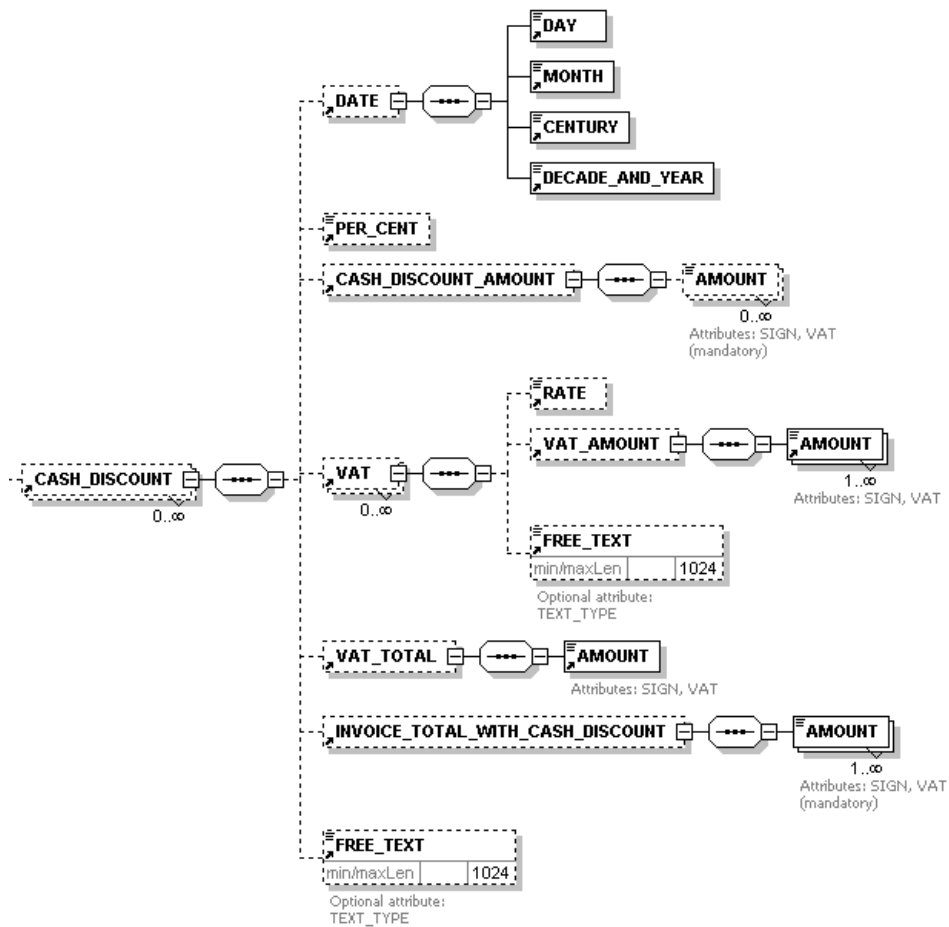 DAY
DATE
MONTH
CENTURY
DECADE_AND_YEAR
PER_CENT
CASH_DISCOUNT_AMOUNT
AMOUNT
0..∞
Attributes: SIGN, VAT
(mandatory)
RATE
VAT_AMOUNT
AMOUNT
1..∞
Attributes: SIGN, VAT
CASH_DISCOUNT
0..∞
VAT
0..∞
FREE_TEXT
min/maxLen 1024
Optional attribute:
TEXT_TYPE
VAT_TOTAL
AMOUNT
Attributes: SIGN, VAT
INVOICE_TOTAL_WITH_CASH_DISCOUNT
AMOUNT
1..∞
Attributes: SIGN, VAT
(mandatory)
FREE_TEXT
min/maxLen 1024
Optional attribute:
TEXT_TYPE